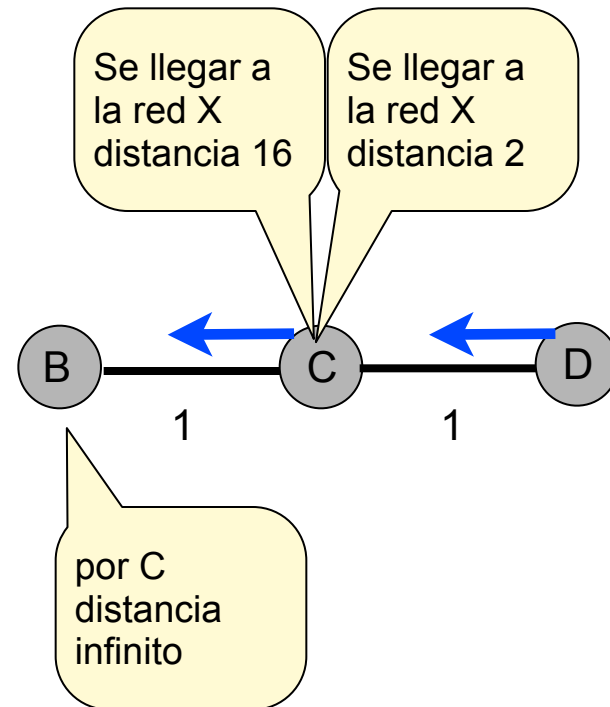 Se llegar a
la red X
distancia 16
Se llegar a
la red X
distancia 2
B
C
D
1
1
por C
distancia
infinito